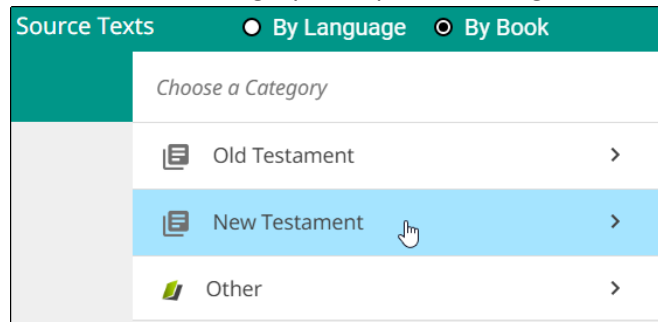 Source Texts By Language By Book
Choose a Category
Old Testament
New Testament
Other